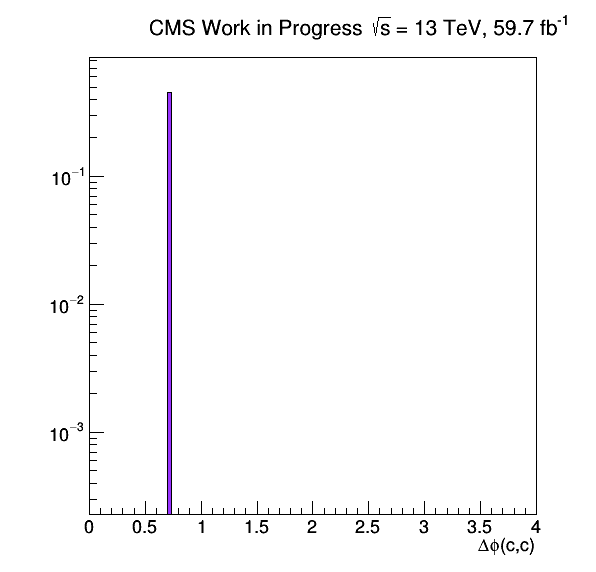 CMS Work in Progress √s = 13 TeV, 59.7 fb⁻¹
10⁻¹
10⁻²
10⁻³
0 0.5 1 1.5 2 2.5 3 3.5 4
Δϕ(c,c)